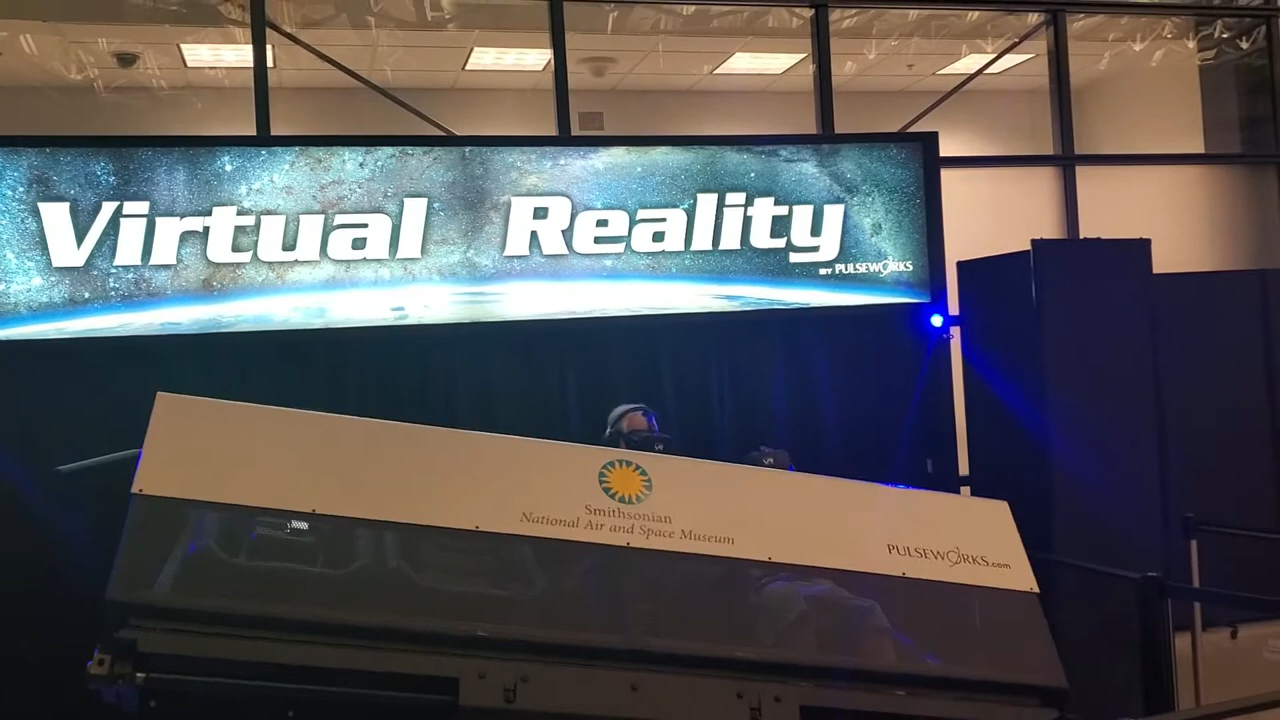 Virtual Reality
BY PULSEWORKS
Smithsonian
National Air and Space Museum
PULSEWORKS.com